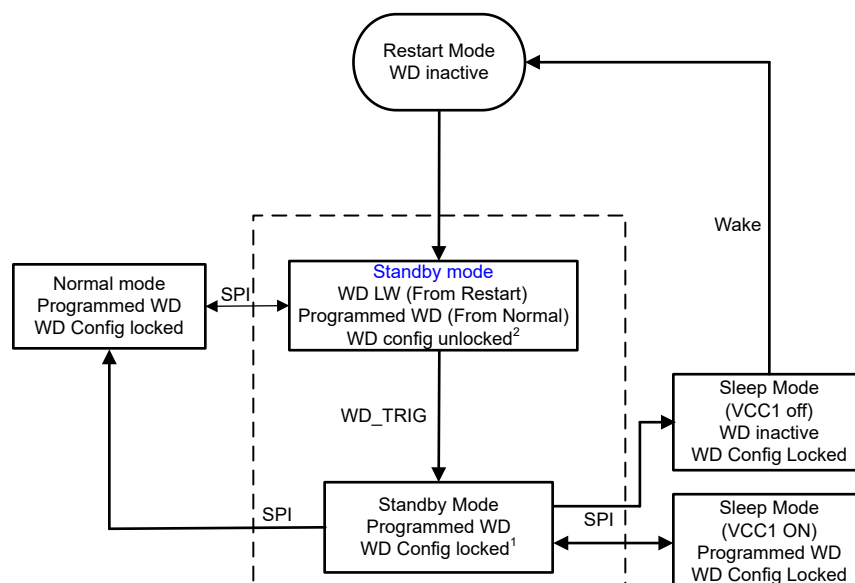 Restart Mode
WD inactive
Wake
Standby mode
WD LW (From Restart)
Programmed WD (From Normal)
WD config unlocked²
Normal mode
Programmed WD
WD Config locked
SPI
WD_TRIG
Sleep Mode
(VCC1 off)
WD inactive
WD Config Locked
Standby Mode
Programmed WD
WD Config locked¹
SPI
SPI
Sleep Mode
(VCC1 ON)
Programmed WD
WD Config Locked